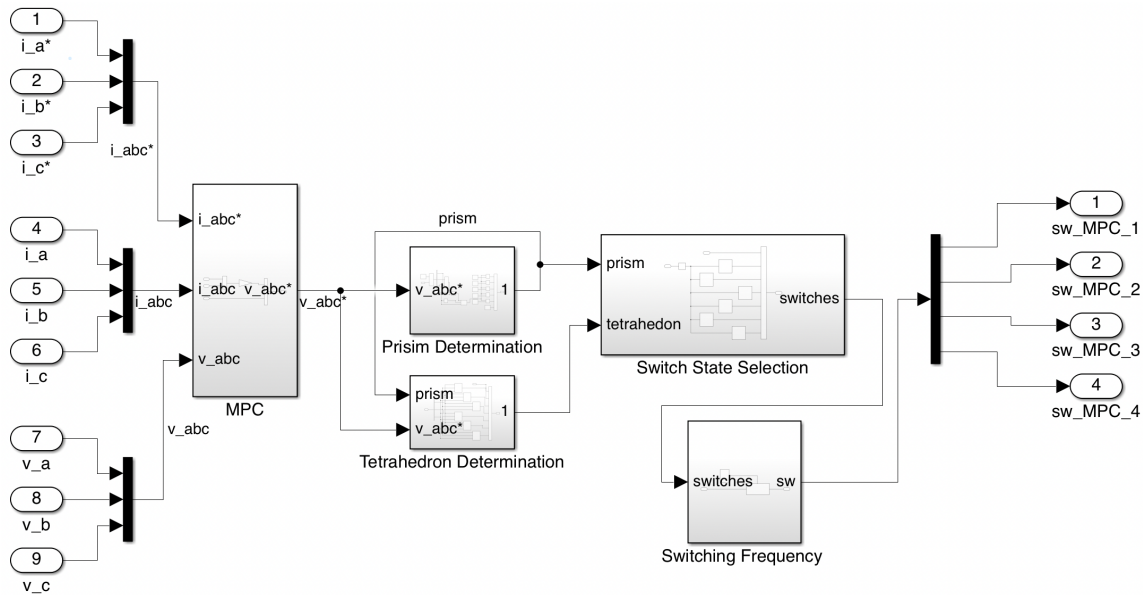 1
i_a*
2
i_b*
3
i_c*
i_abc*
4
i_a
5
i_b
6
i_c
i_abc
7
v_a
8
v_b
9
v_c
v_abc
i_abc*
i_abc v_abc*
v_abc
MPC
v_abc*
prism
v_abc* 1
Prisim Determination
prism
v_abc* 1
Tetrahedron Determination
prism
tetrahedon
switches
Switch State Selection
switches sw
Switching Frequency
1
sw_MPC_1
2
sw_MPC_2
3
sw_MPC_3
4
sw_MPC_4